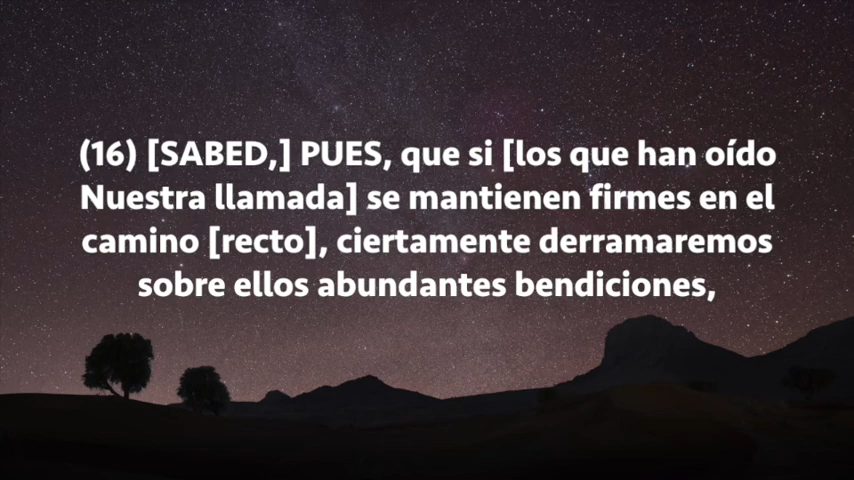 (16) [SABED,] PUES, que si [los que han oído
Nuestra llamada] se mantienen firmes en el
camino [recto], ciertamente derramaremos
sobre ellos abundantes bendiciones,